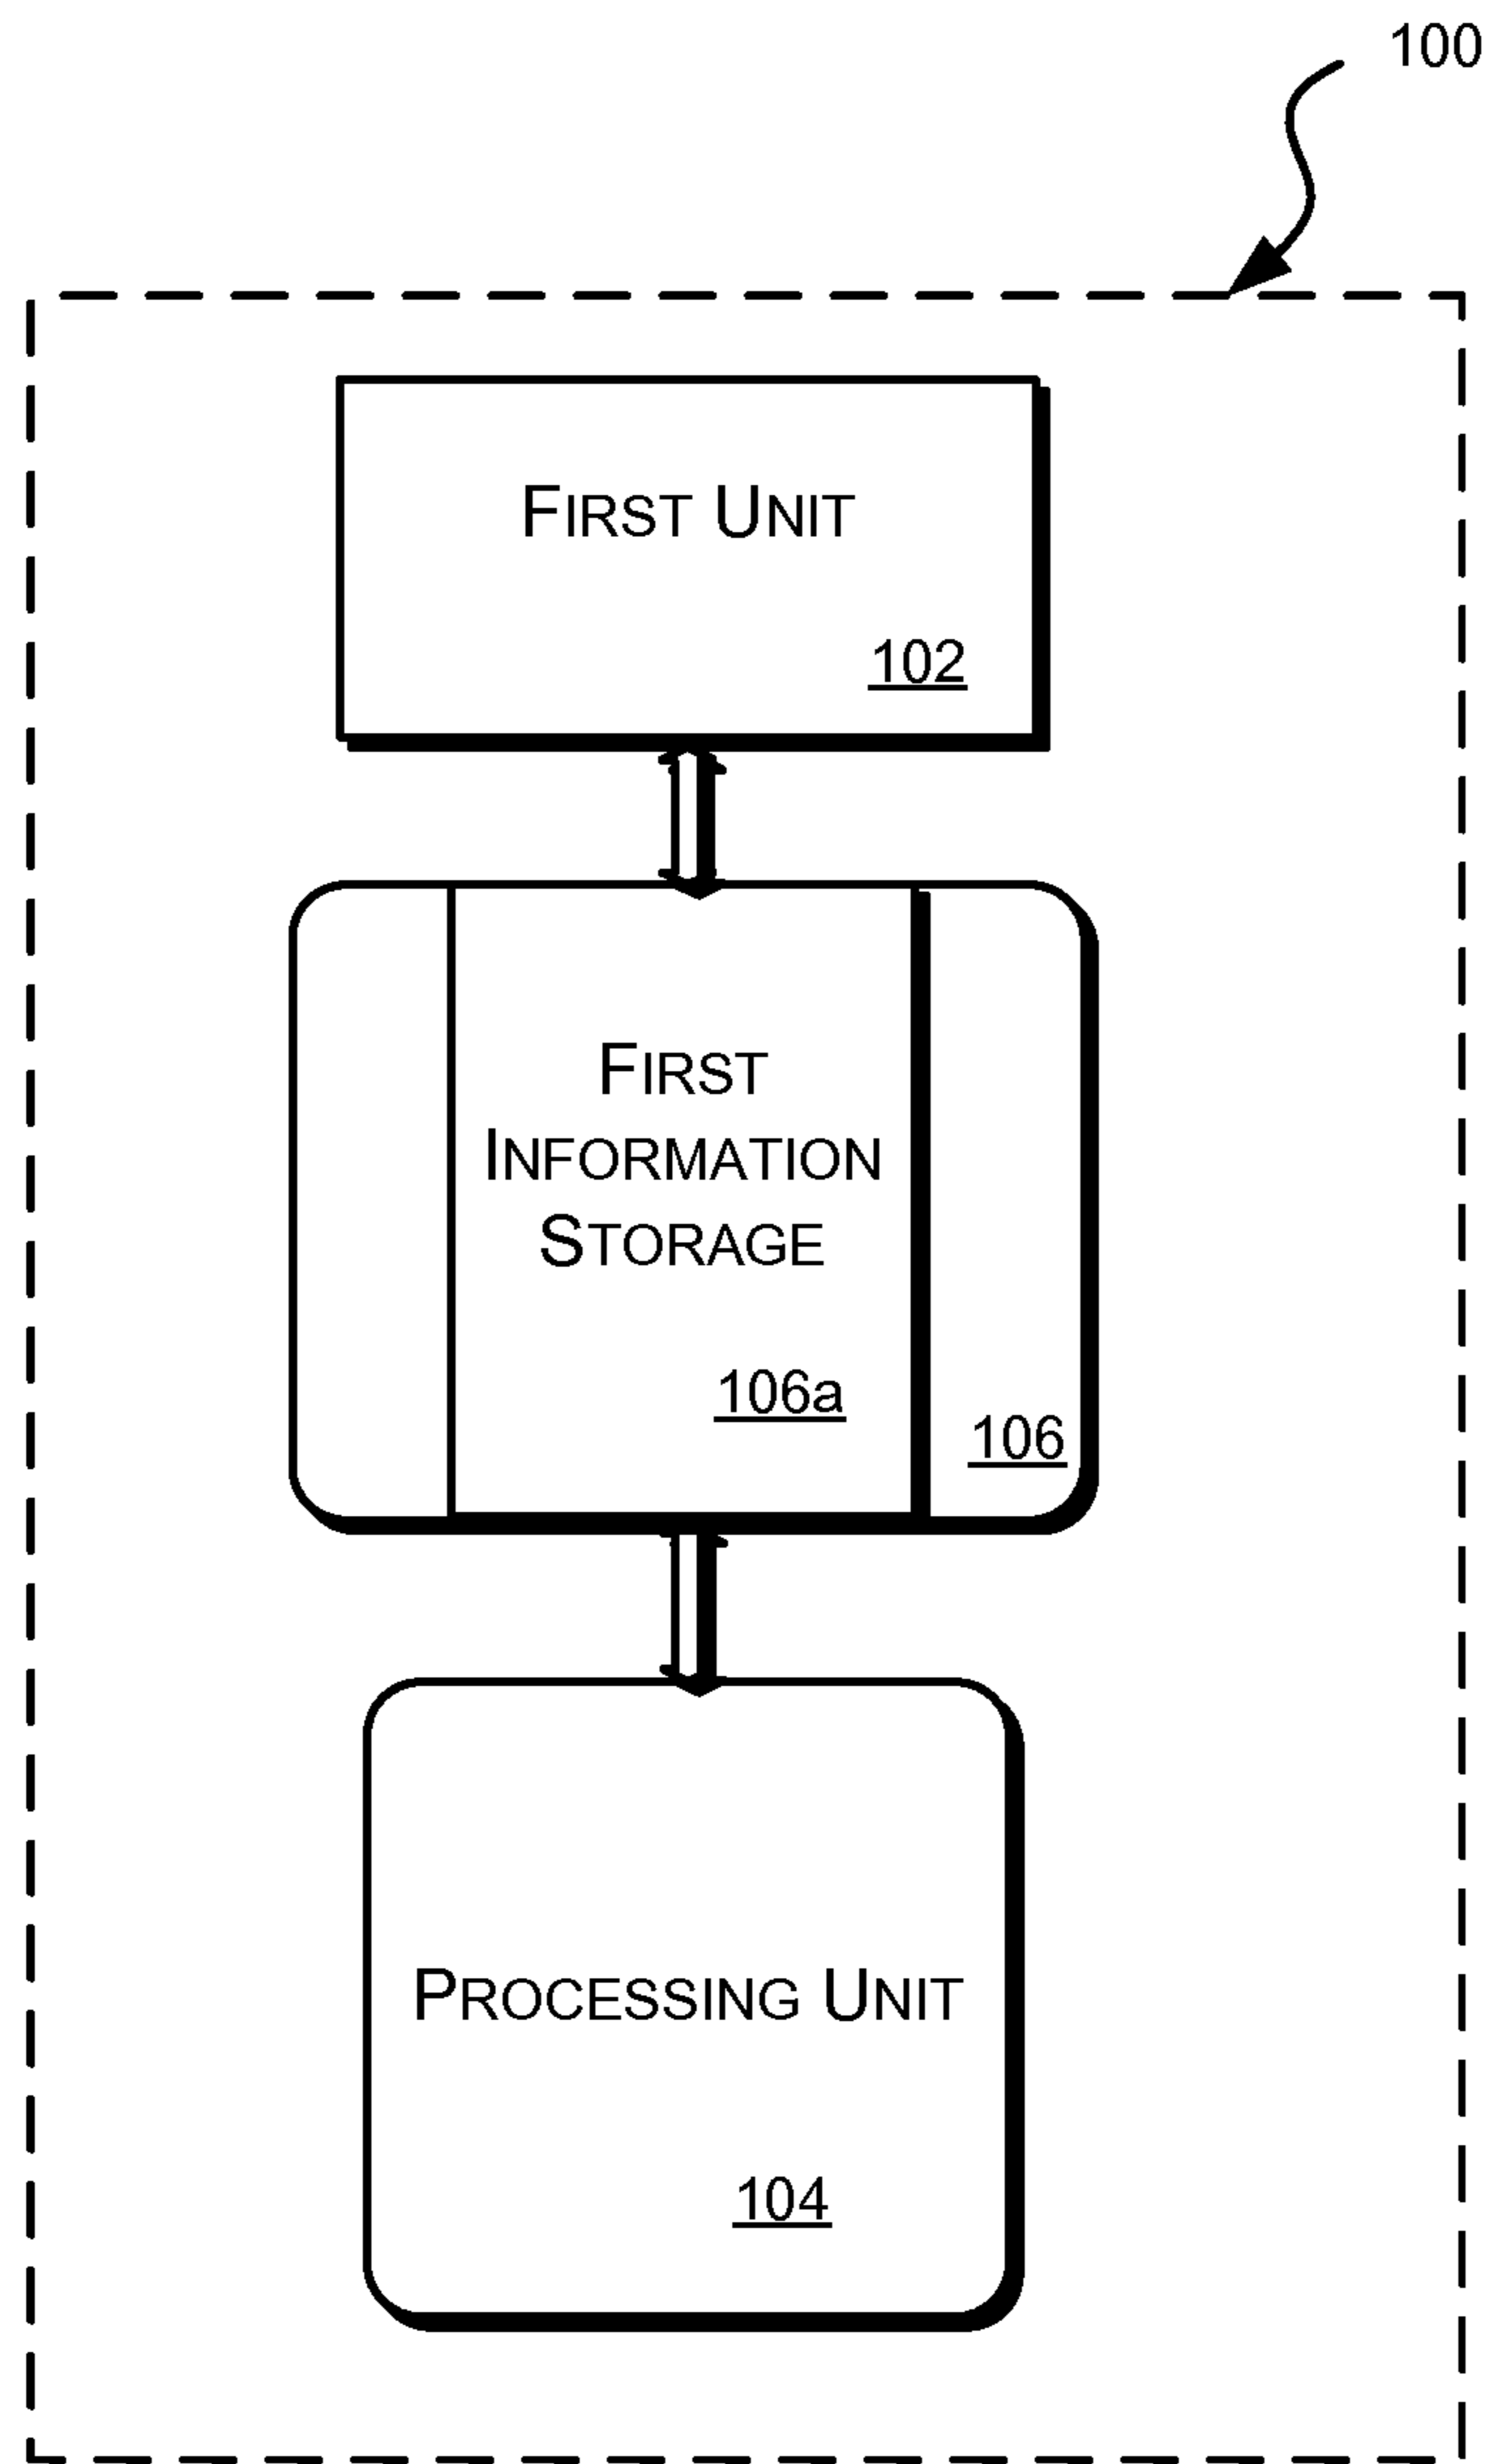 100
FIRST UNIT
102
FIRST
INFORMATION
STORAGE
106a
106
PROCESSING UNIT
104